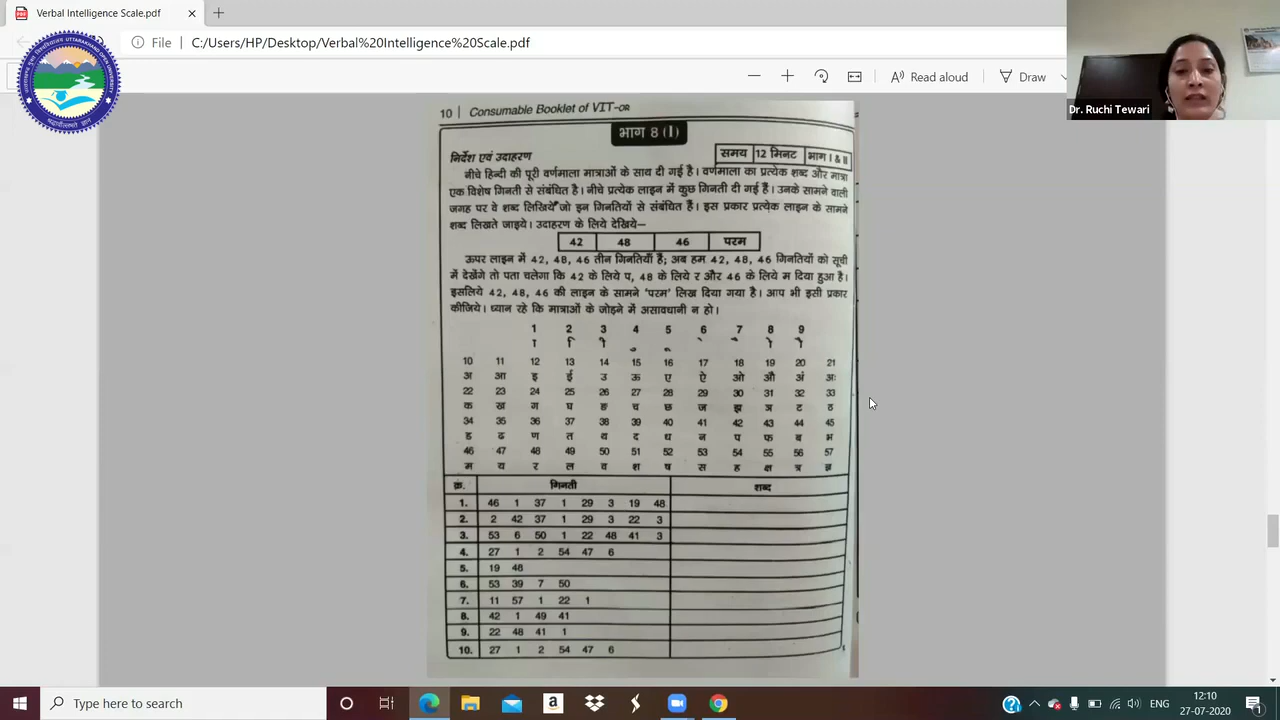 Verbal Intelligence Scale.pdf
File C:/Users/HP/Desktop/Verbal%20Intelligence%20Scale.pdf
Read aloud Draw
Dr. Ruchi Tewari
10 | Consumable Booklet of VIT-OR
भाग 8 (I)
निर्देश एवं उदाहरण
समय 12 मिनट भाग I & II
नीचे हिन्दी की पूरी वर्णमाला मात्राओं के साथ दी गई है। वर्णमाला का प्रत्येक शब्द और मात्रा
एक विशेष गिनती से संबंधित है। नीचे प्रत्येक लाइन में कुछ गिनती दी गई हैं। उनके सामने वाली
जगह पर वे शब्द लिखिये जो इन गिनतियों से संबंधित हैं। इस प्रकार प्रत्येक लाइन के सामने
शब्द लिखते जाइये। उदाहरण के लिये देखिये—
42 48 46 परम
ऊपर लाइन में 42, 48, 46 तीन गिनतियाँ हैं; अब हम 42, 48, 46 गिनतियों को सूची
में देखेंगे तो पता चलेगा कि 42 के लिये प, 48 के लिये र और 46 के लिये म दिया हुआ है।
इसलिये 42, 48, 46 की लाइन के सामने 'परम' लिख दिया गया है। आप भी इसी प्रकार
कीजिये। ध्यान रहे कि मात्राओं के जोड़ने में असावधानी न हो।
1 2 3 4 5 6 7 8 9
ा ि ी ु ू े ै ो ौ
10 11 12 13 14 15 16 17 18 19 20 21
अ आ इ ई उ ऊ ए ऐ ओ औ अं अः
22 23 24 25 26 27 28 29 30 31 32 33
क ख ग घ ङ च छ ज झ ञ ट ठ
34 35 36 37 38 39 40 41 42 43 44 45
ड ढ ण त थ द ध न प फ ब भ
46 47 48 49 50 51 52 53 54 55 56 57
म य र ल व श ष स ह क्ष त्र ज्ञ
क्रं. गिनती शब्द
1. 46 1 37 1 29 3 19 48
2. 2 42 37 1 29 3 22 3
3. 53 6 50 1 22 48 41 3
4. 27 1 2 54 47 6
5. 19 48
6. 53 39 7 50
7. 11 57 1 22 1
8. 42 1 49 41
9. 22 48 41 1
10. 27 1 2 54 47 6
Type here to search
ENG
12:10
27-07-2020